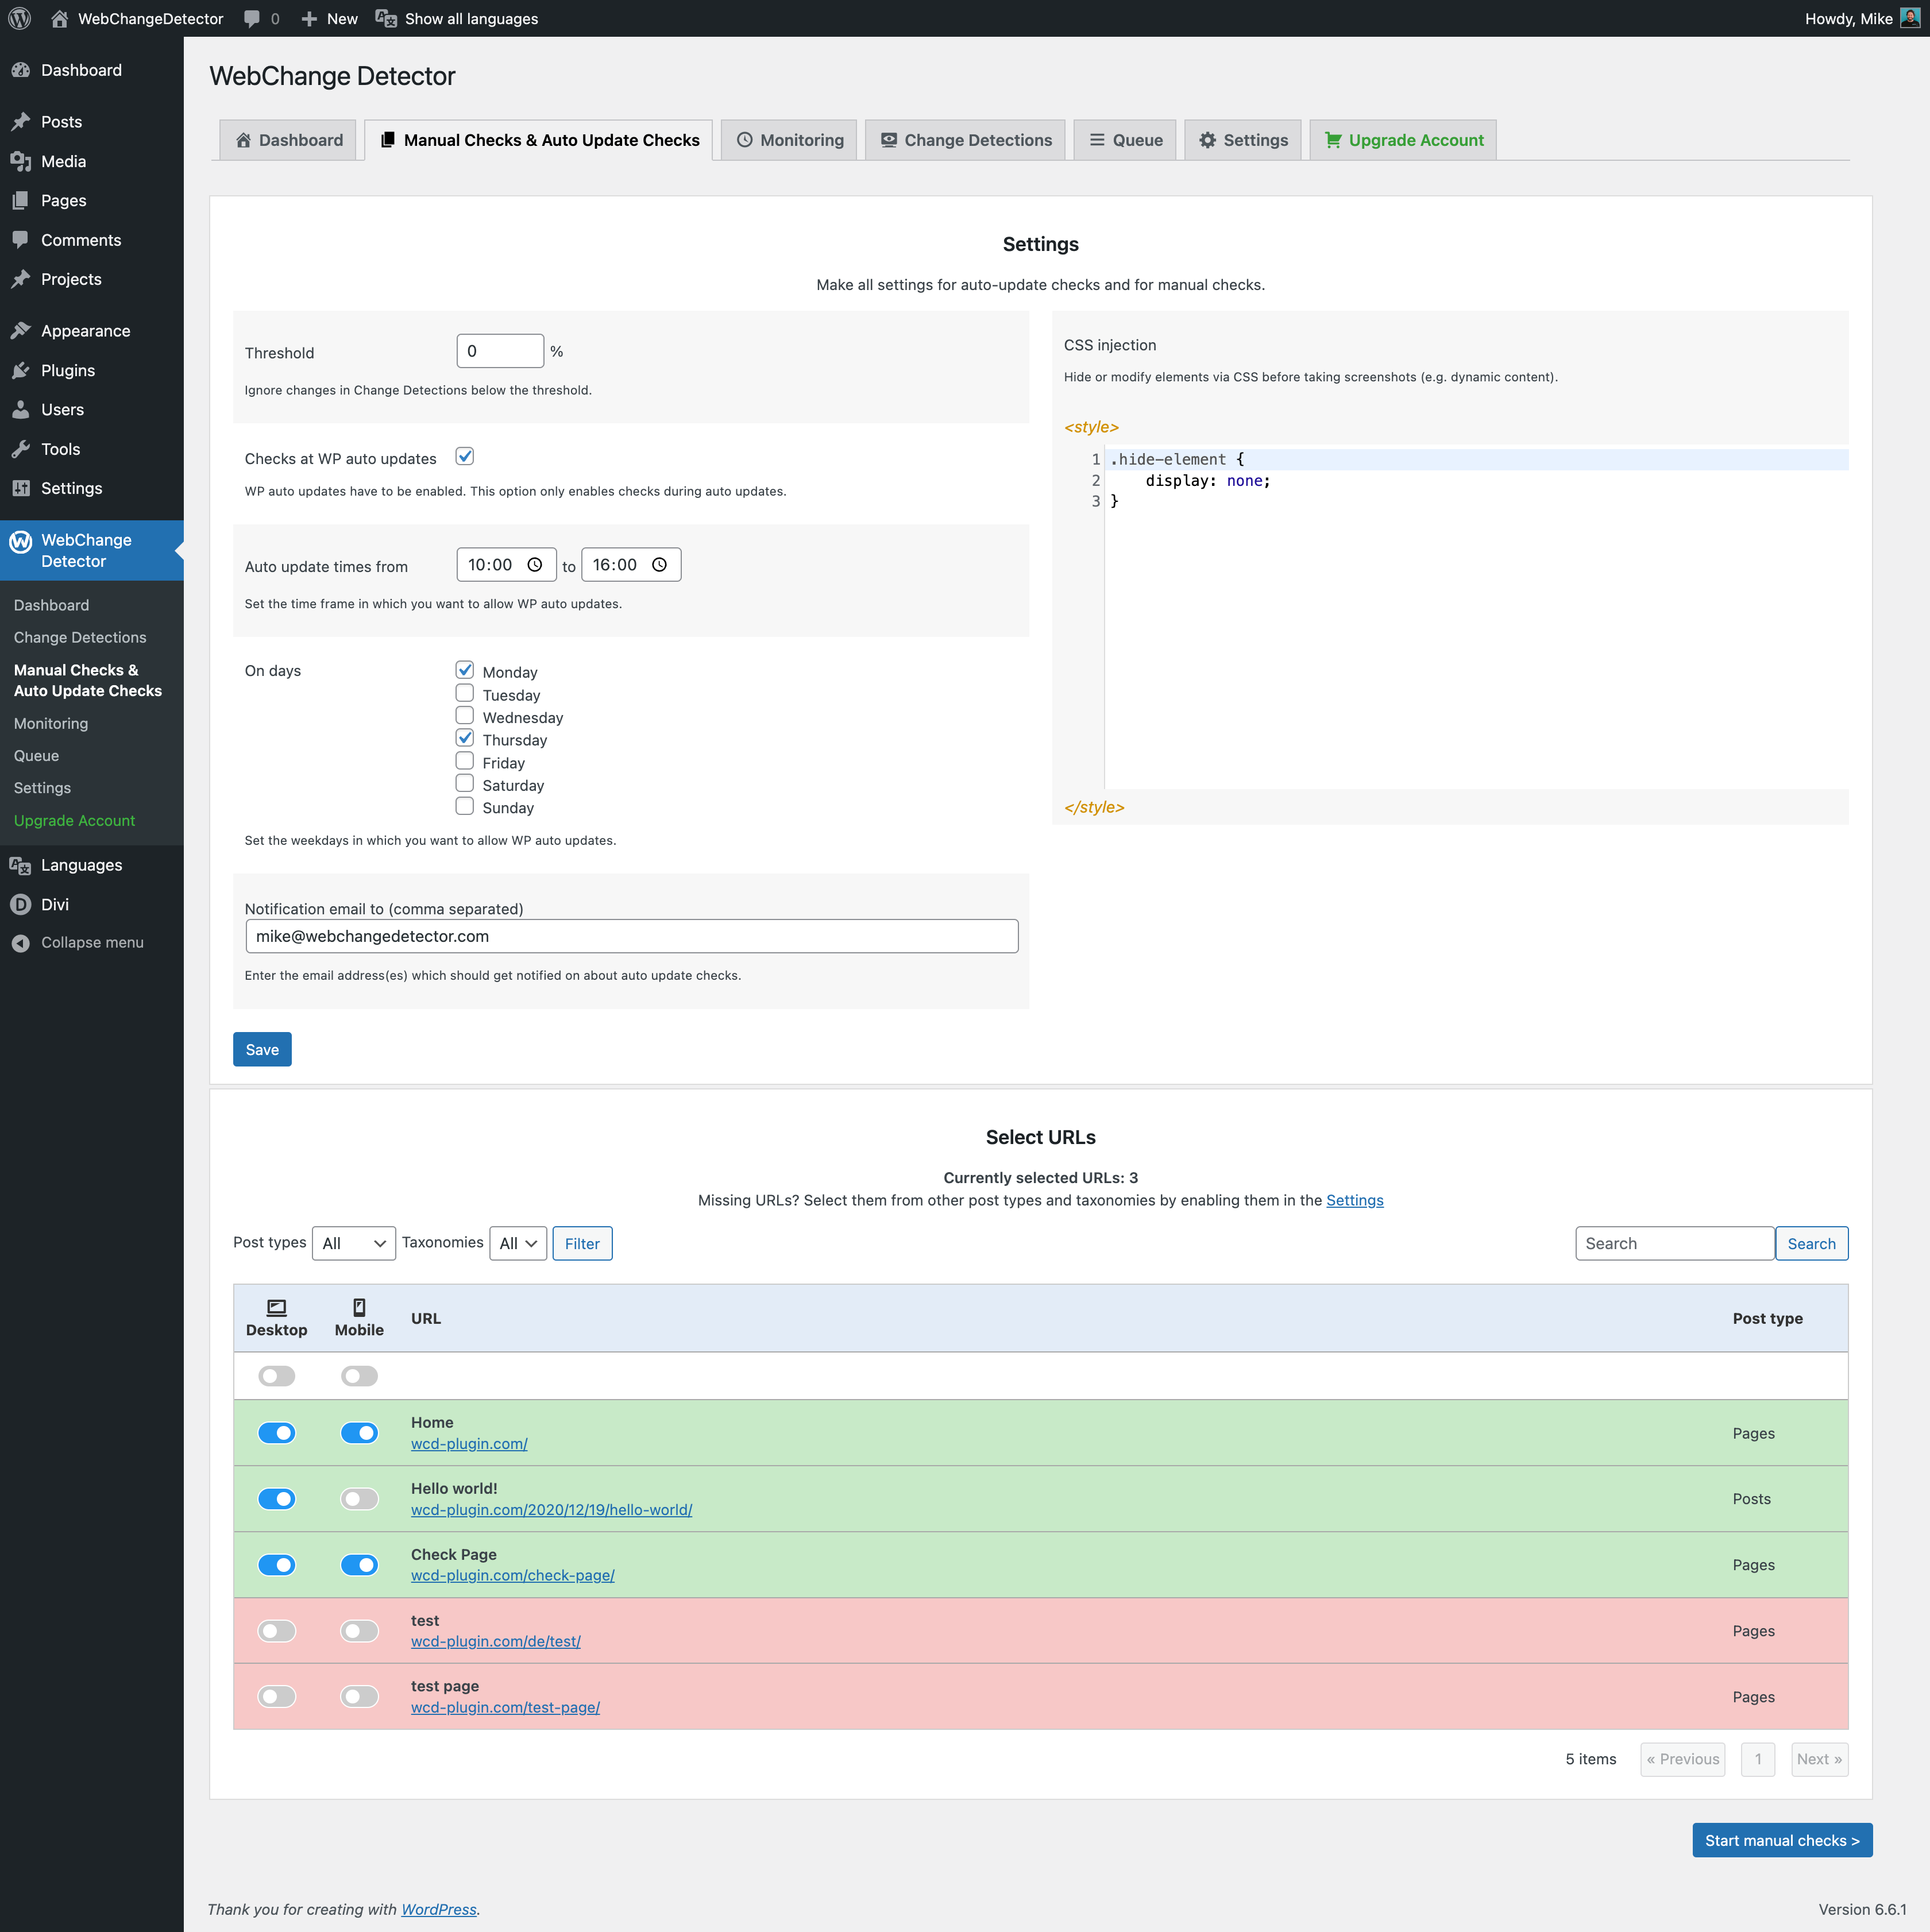 WebChangeDetector
0
New
Show all languages
Howdy, Mike
Dashboard
Posts
Media
Pages
Comments
Projects
Appearance
Plugins
Users
Tools
Settings
WebChange
Detector
Dashboard
Change Detections
Manual Checks &
Auto Update Checks
Monitoring
Queue
Settings
Upgrade Account
Languages
Divi
Collapse menu
WebChange Detector
Dashboard
Manual Checks & Auto Update Checks
Monitoring
Change Detections
Queue
Settings
Upgrade Account
Settings
Make all settings for auto-update checks and for manual checks.
Threshold
0
%
Ignore changes in Change Detections below the threshold.
Checks at WP auto updates
WP auto updates have to be enabled. This option only enables checks during auto updates.
Auto update times from
10:00
to
16:00
Set the time frame in which you want to allow WP auto updates.
On days
Monday
Tuesday
Wednesday
Thursday
Friday
Saturday
Sunday
Set the weekdays in which you want to allow WP auto updates.
Notification email to (comma separated)
mike@webchangedetector.com
Enter the email address(es) which should get notified on about auto update checks.
Save
CSS injection
Hide or modify elements via CSS before taking screenshots (e.g. dynamic content).
<style>
1 .hide-element {
2 display: none;
3 }
</style>
Select URLs
Currently selected URLs: 3
Missing URLs? Select them from other post types and taxonomies by enabling them in the Settings
Post types
All
Taxonomies
All
Filter
Search
Search
Desktop
Mobile
URL
Post type
Home
wcd-plugin.com/
Pages
Hello world!
wcd-plugin.com/2020/12/19/hello-world/
Posts
Check Page
wcd-plugin.com/check-page/
Pages
test
wcd-plugin.com/de/test/
Pages
test page
wcd-plugin.com/test-page/
Pages
5 items
« Previous
1
Next »
Start manual checks >
Thank you for creating with WordPress.
Version 6.6.1